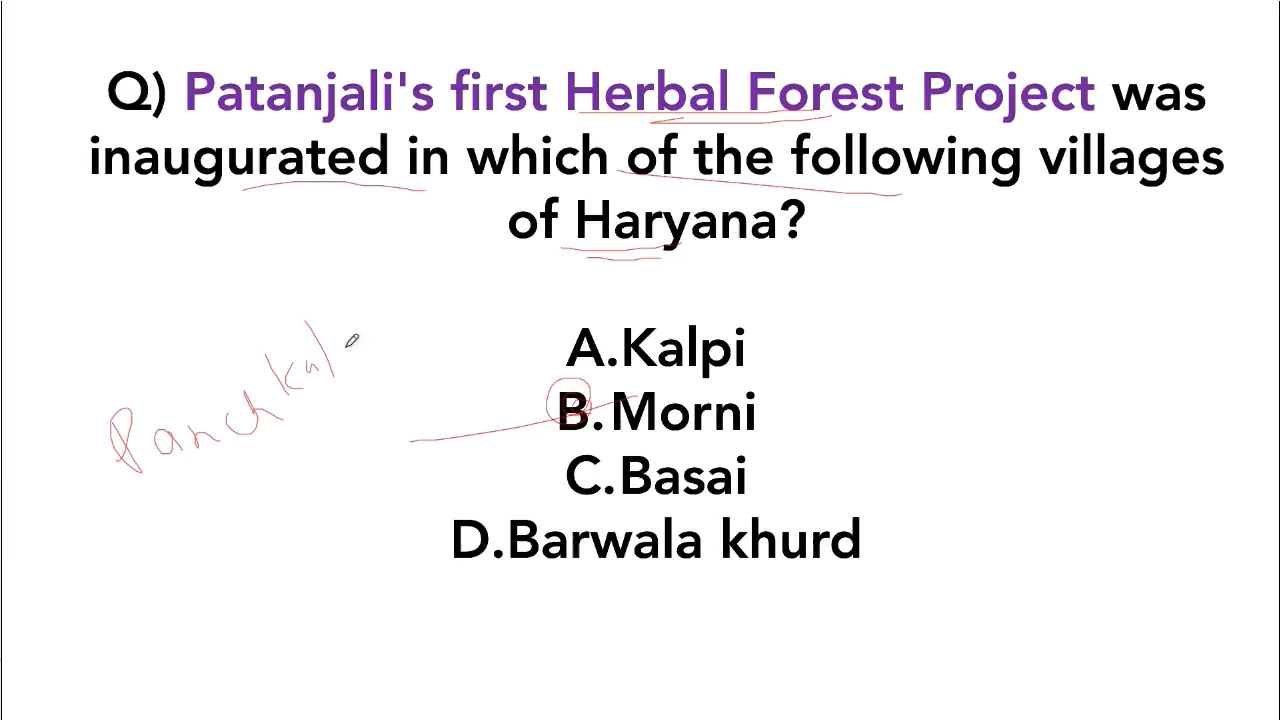 Q) Patanjali's first Herbal Forest Project was
inaugurated in which of the following villages
of Haryana?
A.Kalpi
Panchkul
B.Morni
C.Basai
D.Barwala khurd